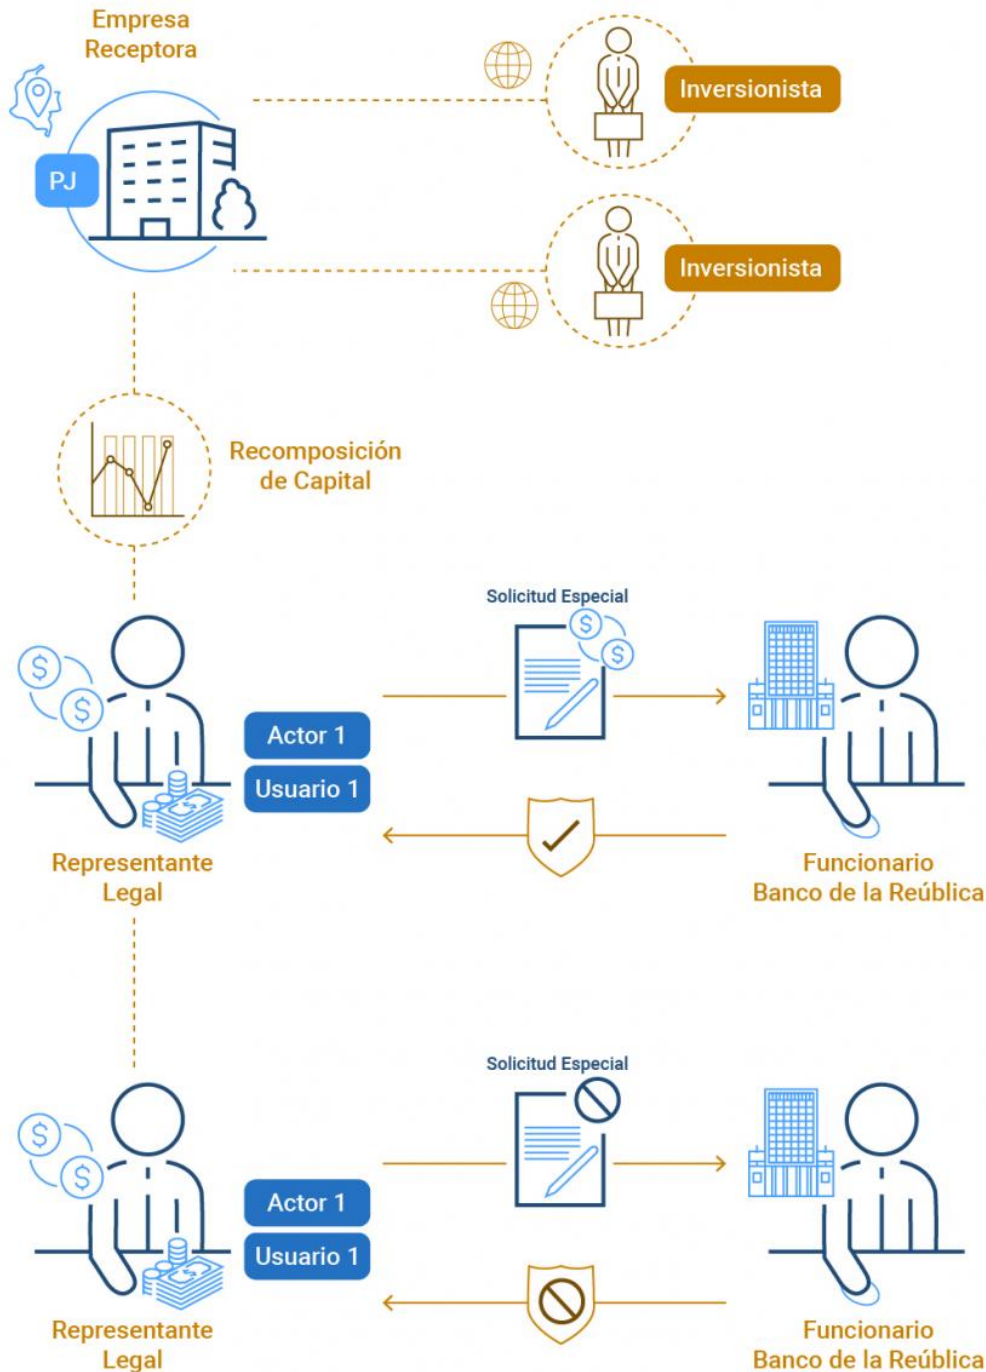 Empresa
Receptora
PJ
Inversionista
Inversionista
Recomposición
de Capital
Solicitud Especial
$
$
$
$
Actor 1
Usuario 1
Representante
Legal
Funcionario
Banco de la Reública
Solicitud Especial
$
$
Actor 1
Usuario 1
Representante
Legal
Funcionario
Banco de la Reública